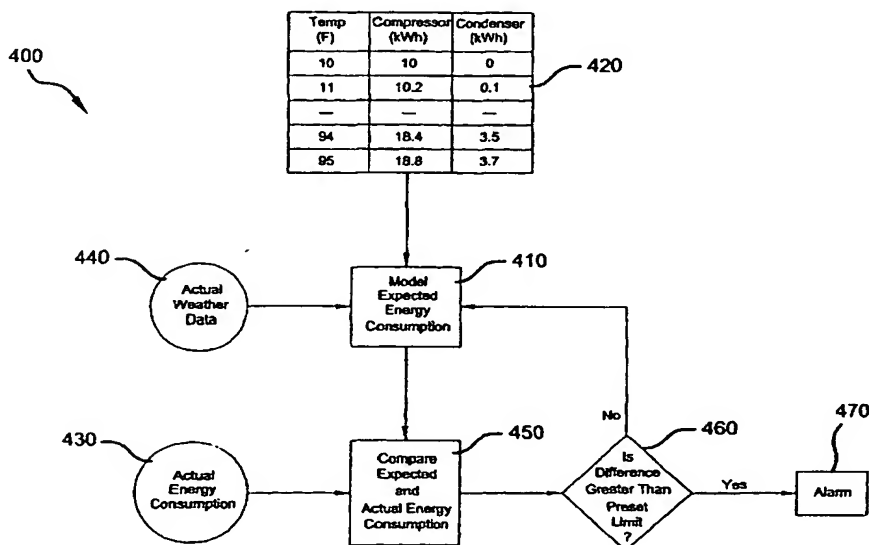 Temp Compressor Condenser
(F) (kWh) (kWh)
10 10 0
11 10.2 0.1
— — —
94 18.4 3.5
95 18.8 3.7
400
420
440
410
Actual
Weather
Data
Model
Expected
Energy
Consumption
No
430
450
460
470
Actual
Energy
Consumption
Compare
Expected
and
Actual Energy
Consumption
Is
Difference
Greater Than
Preset
Limit
?
Yes
Alarm